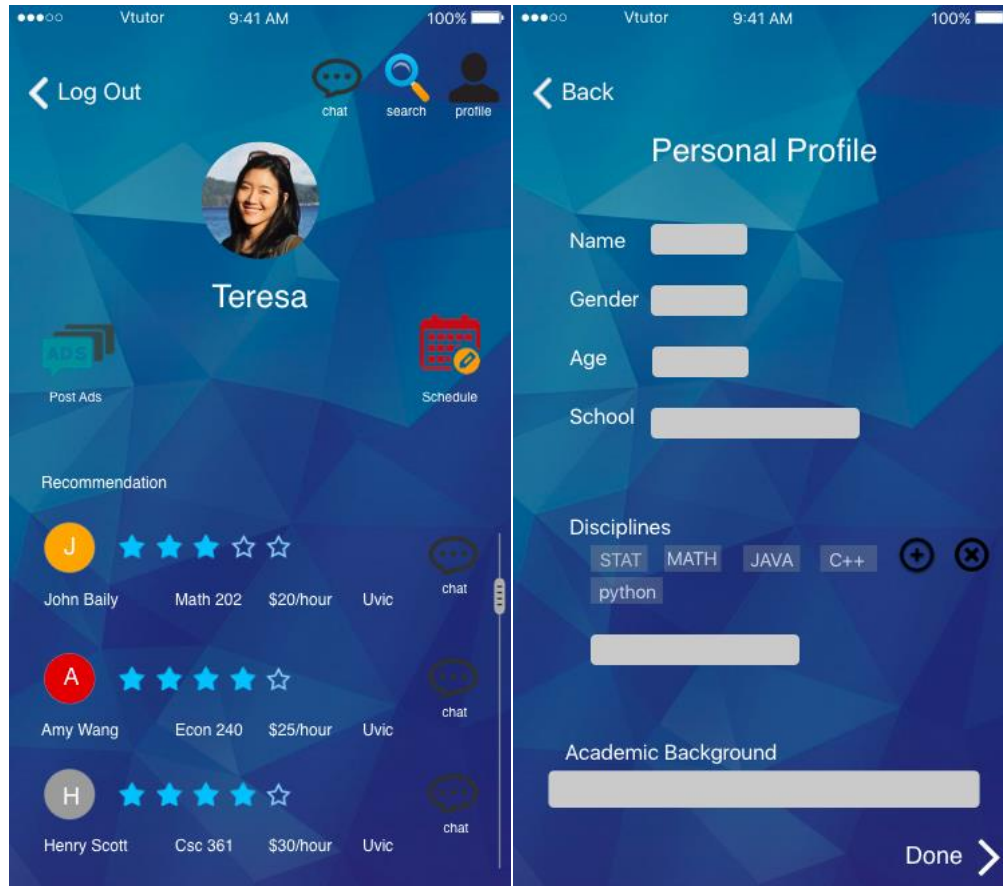 Vtutor 9:41 AM 100%
Log Out
chat search profile
Teresa
ADS
Post Ads Schedule
Recommendation
J
chat
John Baily Math 202 $20/hour Uvic
A
chat
Amy Wang Econ 240 $25/hour Uvic
H
chat
Henry Scott Csc 361 $30/hour Uvic
Vtutor 9:41 AM 100%
Back
Personal Profile
Name
Gender
Age
School
Disciplines
STAT MATH JAVA C++
python
Academic Background
Done